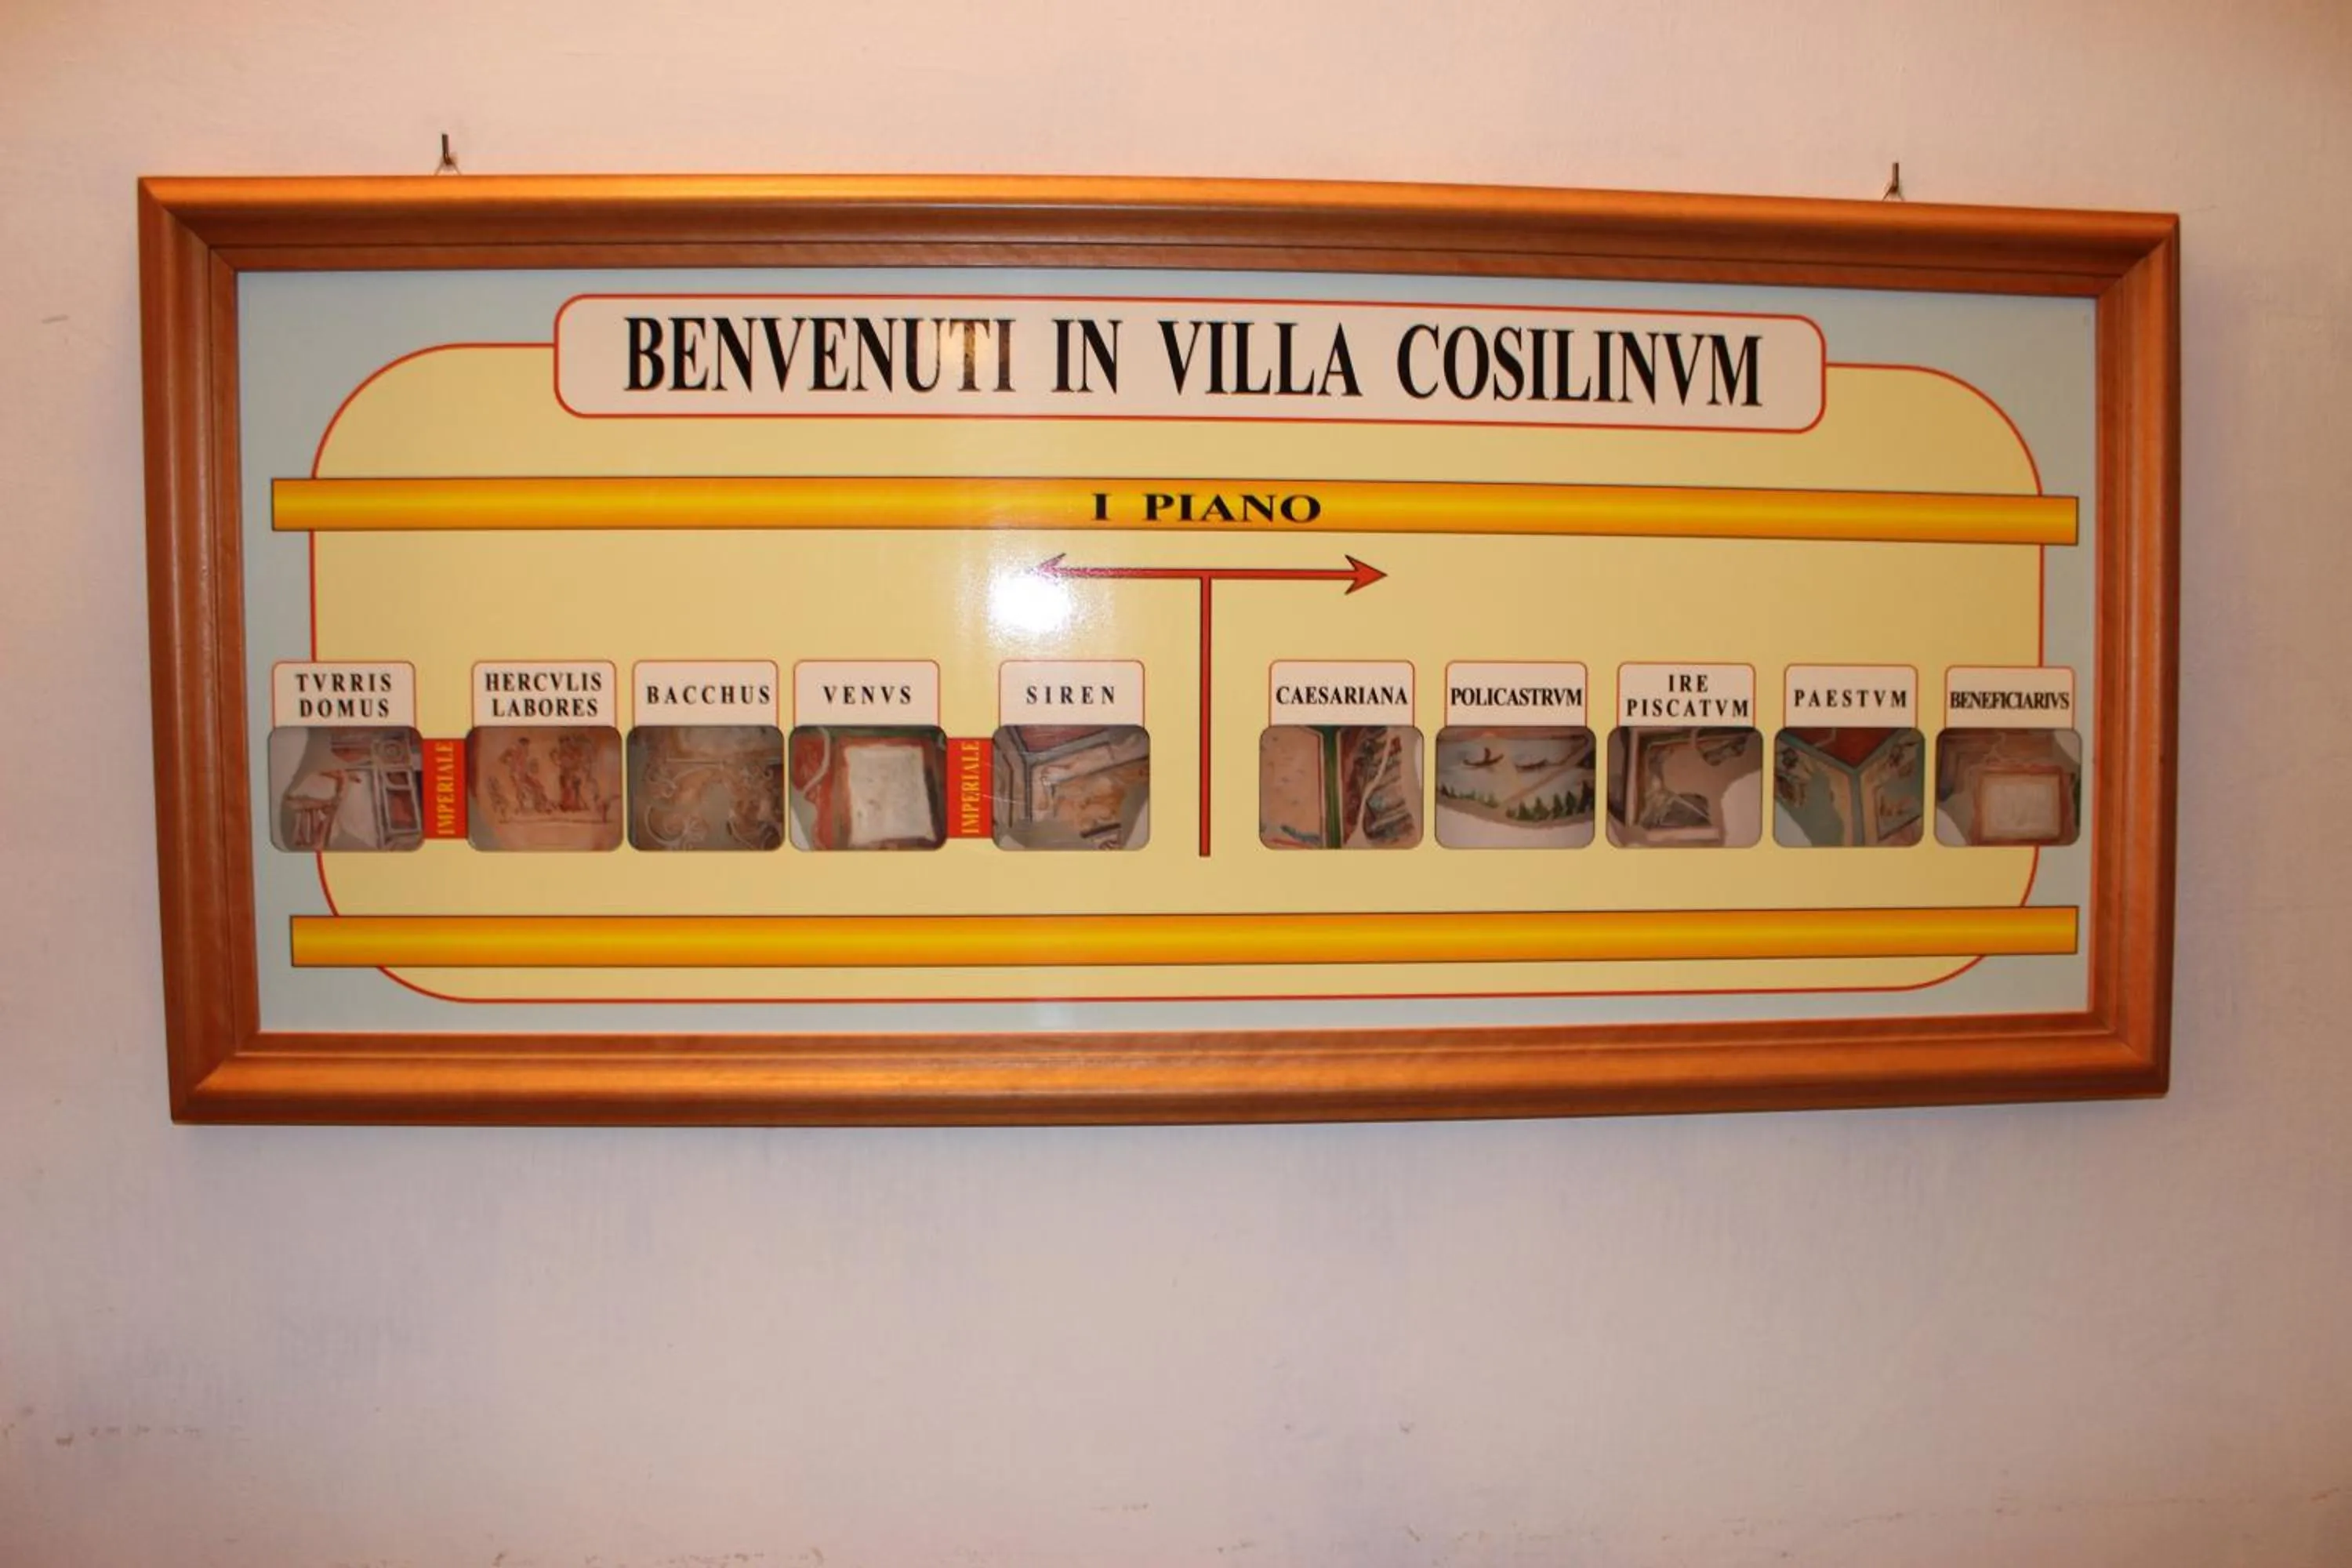 BENVENUTI IN VILLA COSILINVM
I PIANO
TVRRIS
DOMUS
IMPERIALE
HERCVLIS
LABORES
BACCHUS
VENVS
IMPERIALE
SIREN
CAESARIANA
POLICASTRVM
IRE
PISCATVM
PAESTVM
BENEFICIARIVS